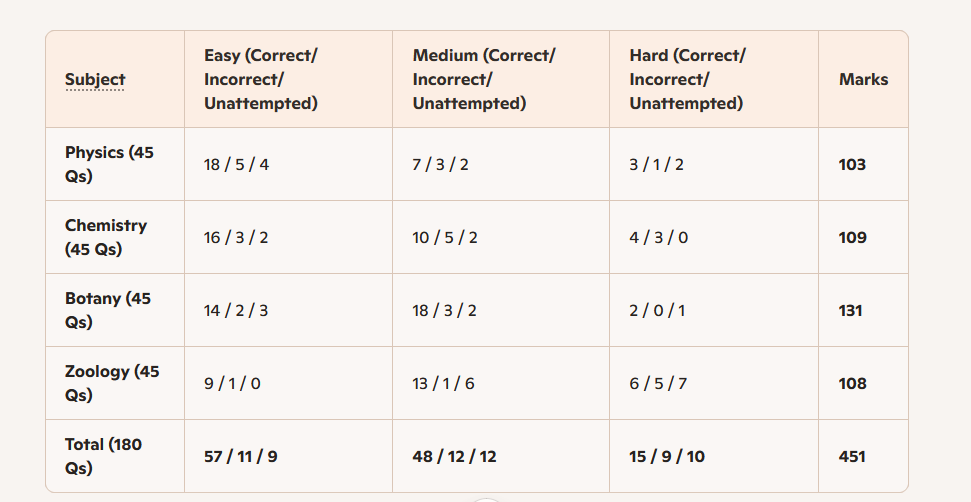 Subject
Easy (Correct/
Incorrect/
Unattempted)
Medium (Correct/
Incorrect/
Unattempted)
Hard (Correct/
Incorrect/
Unattempted)
Marks
Physics (45
Qs)
18 / 5 / 4
7 / 3 / 2
3 / 1 / 2
103
Chemistry
(45 Qs)
16 / 3 / 2
10 / 5 / 2
4 / 3 / 0
109
Botany (45
Qs)
14 / 2 / 3
18 / 3 / 2
2 / 0 / 1
131
Zoology (45
Qs)
9 / 1 / 0
13 / 1 / 6
6 / 5 / 7
108
Total (180
Qs)
57 / 11 / 9
48 / 12 / 12
15 / 9 / 10
451